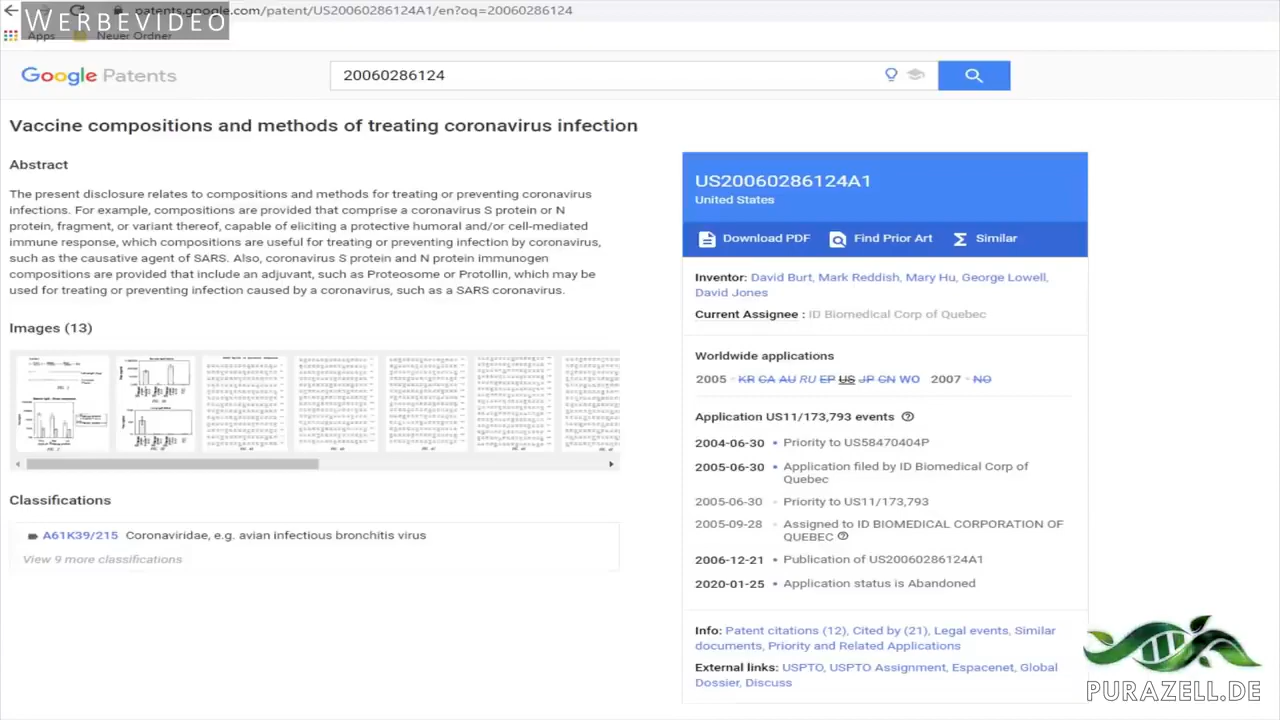 WERBEVIDEO
patents.google.com/patent/US20060286124A1/en?oq=20060286124
Apps
Neuer Ordner
Google Patents
20060286124
Vaccine compositions and methods of treating coronavirus infection
Abstract
The present disclosure relates to compositions and methods for treating or preventing coronavirus
infections. For example, compositions are provided that comprise a coronavirus S protein or N
protein, fragment, or variant thereof, capable of eliciting a protective humoral and/or cell-mediated
immune response, which compositions are useful for treating or preventing infection by coronavirus,
such as the causative agent of SARS. Also, coronavirus S protein and N protein immunogen
compositions are provided that include an adjuvant, such as Proteosome or Protollin, which may be
used for treating or preventing infection caused by a coronavirus, such as a SARS coronavirus.
Images (13)
Classifications
A61K39/215 Coronaviridae, e.g. avian infectious bronchitis virus
View 9 more classifications
US20060286124A1
United States
Download PDF Find Prior Art Σ Similar
Inventor: David Burt, Mark Reddish, Mary Hu, George Lowell,
David Jones
Current Assignee : ID Biomedical Corp of Quebec
Worldwide applications
2005 · KR CA AU RU EP US JP CN WO 2007 · NO
Application US11/173,793 events
2004-06-30 • Priority to US58470404P
2005-06-30 • Application filed by ID Biomedical Corp of
Quebec
2005-06-30 • Priority to US11/173,793
2005-09-28 • Assigned to ID BIOMEDICAL CORPORATION OF
QUEBEC
2006-12-21 • Publication of US20060286124A1
2020-01-25 • Application status is Abandoned
Info: Patent citations (12), Cited by (21), Legal events, Similar
documents, Priority and Related Applications
External links: USPTO, USPTO Assignment, Espacenet, Global
Dossier, Discuss
PURAZELL.DE